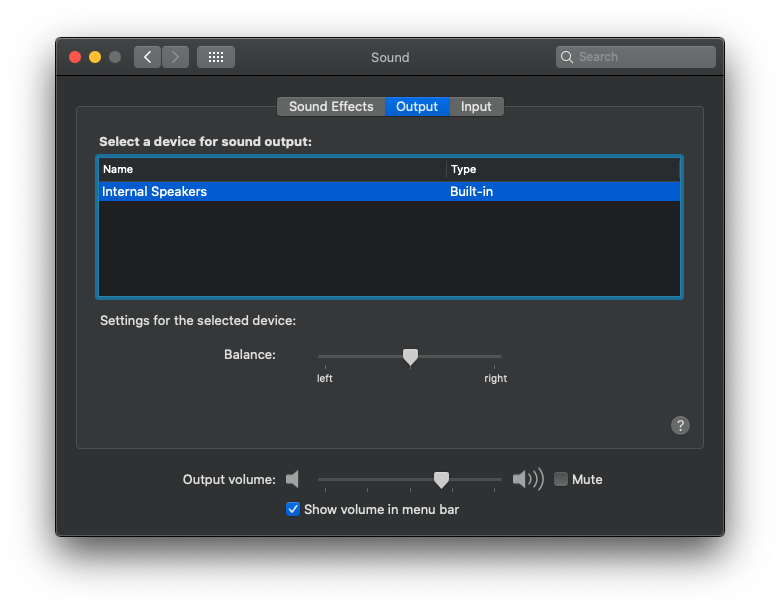 Sound
Search
Sound Effects Output Input
Select a device for sound output:
Name Type
Internal Speakers Built-in
Settings for the selected device:
Balance:
left right
?
Output volume: Mute
Show volume in menu bar